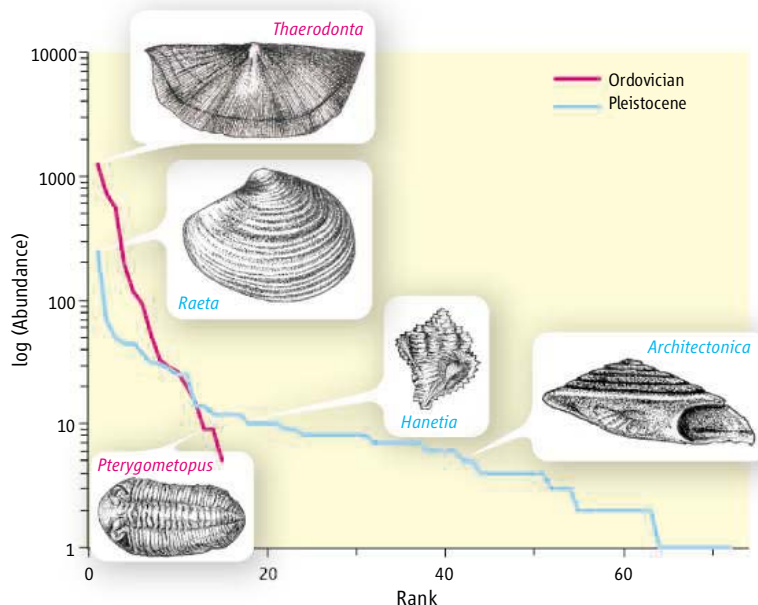 Thaerodonta
10000
Ordovician
Pleistocene
1000
Raeta
log (Abundance)
100
Architectonica
Hanetia
10
Pterygometopus
1
0
20
40
60
Rank